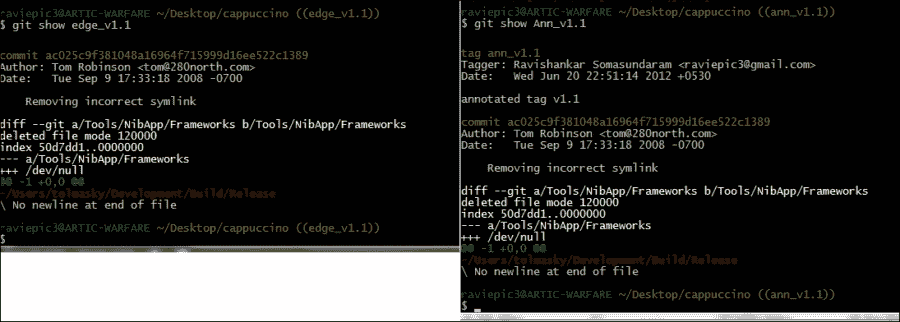 raviepic3@ARTIC-WARFARE ~/Desktop/cappuccino ((edge_v1.1))
$ git show edge_v1.1
commit ac025c9f381048a16964f715999d16ee522c1389
Author: Tom Robinson <tom@280north.com>
Date:   Tue Sep 9 17:33:18 2008 -0700
    Removing incorrect symlink
diff --git a/Tools/NibApp/Frameworks b/Tools/NibApp/Frameworks
deleted file mode 120000
index 50d7dd1..0000000
--- a/Tools/NibApp/Frameworks
+++ /dev/null
@@ -1 +0,0 @@
-/Users/tolmasky/Development/Build/Release
\ No newline at end of file
raviepic3@ARTIC-WARFARE ~/Desktop/cappuccino ((edge_v1.1))
$
raviepic3@ARTIC-WARFARE ~/Desktop/cappuccino ((ann_v1.1))
$ git show Ann_v1.1
tag ann_v1.1
Tagger: Ravishankar Somasundaram <raviepic3@gmail.com>
Date:   Wed Jun 20 22:51:14 2012 +0530
annotated tag v1.1
commit ac025c9f381048a16964f715999d16ee522c1389
Author: Tom Robinson <tom@280north.com>
Date:   Tue Sep 9 17:33:18 2008 -0700
    Removing incorrect symlink
diff --git a/Tools/NibApp/Frameworks b/Tools/NibApp/Frameworks
deleted file mode 120000
index 50d7dd1..0000000
--- a/Tools/NibApp/Frameworks
+++ /dev/null
@@ -1 +0,0 @@
-/Users/tolmasky/Development/Build/Release
\ No newline at end of file
raviepic3@ARTIC-WARFARE ~/Desktop/cappuccino ((ann_v1.1))
$ _